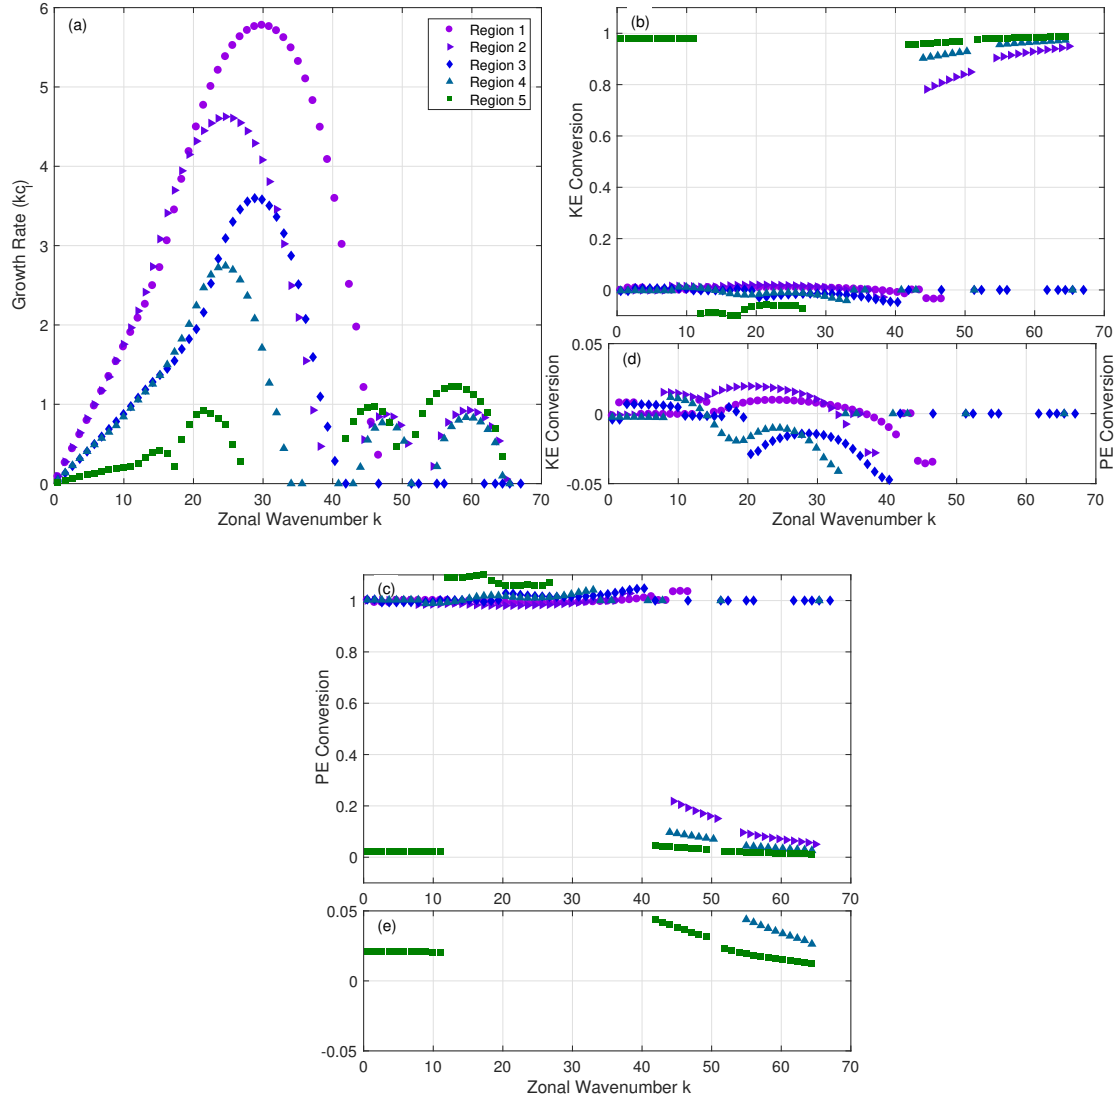 (a)
Region 1
Region 2
Region 3
Region 4
Region 5
6
5
4
3
2
1
0
Growth Rate (kc_i)
0 10 20 30 40 50 60 70
Zonal Wavenumber k
(b)
1
0.8
0.6
0.4
0.2
0
KE Conversion
0 10 20 30 40 50 60 70
(d)
0.05
0
-0.05
KE Conversion
PE Conversion
0 10 20 30 40 50 60 70
Zonal Wavenumber k
(c)
1
0.8
0.6
0.4
0.2
0
PE Conversion
0 10 20 30 40 50 60 70
(e)
0.05
0
-0.05
0 10 20 30 40 50 60 70
Zonal Wavenumber k